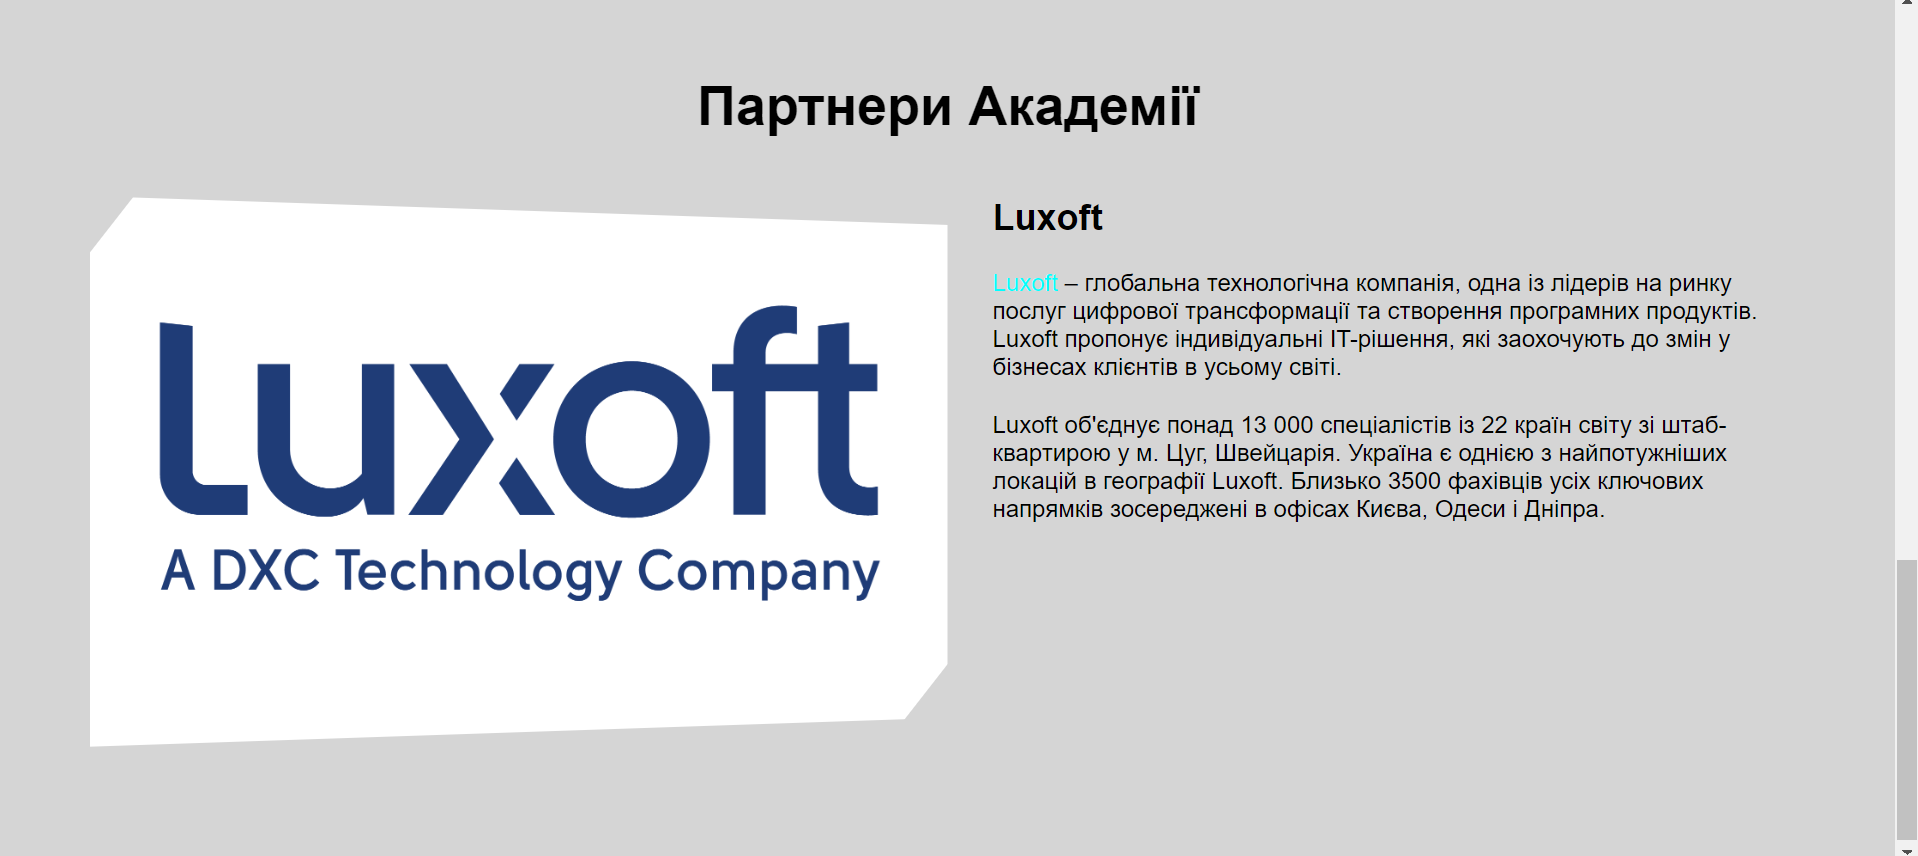 Партнери Академії
Luxoft
A DXC Technology Company
Luxoft
Luxoft – глобальна технологічна компанія, одна із лідерів на ринку
послуг цифрової трансформації та створення програмних продуктів.
Luxoft пропонує індивідуальні ІТ-рішення, які заохочують до змін у
бізнесах клієнтів в усьому світі.
Luxoft об'єднує понад 13 000 спеціалістів із 22 країн світу зі штаб-
квартирою у м. Цуг, Швейцарія. Україна є однією з найпотужніших
локацій в географії Luxoft. Близько 3500 фахівців усіх ключових
напрямків зосереджені в офісах Києва, Одеси і Дніпра.